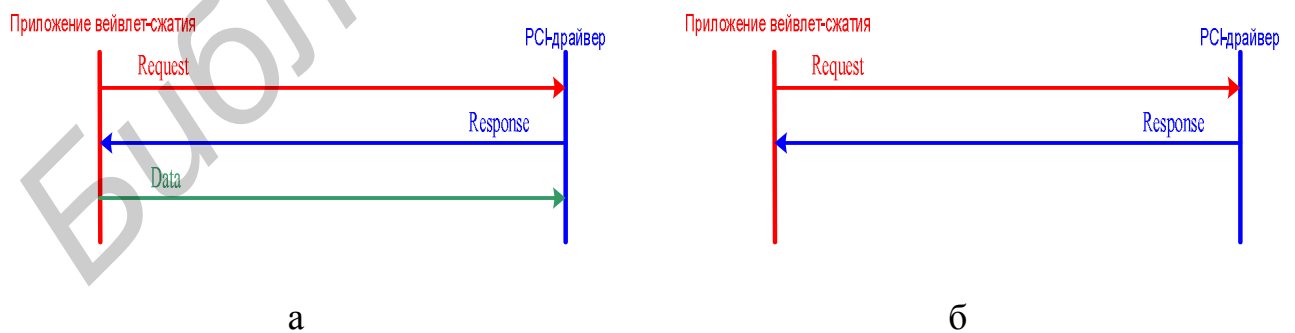 Приложение вейвлет-сжатия
PCI-драйвер
Request
Response
Data
а
Приложение вейвлет-сжатия
PCI-драйвер
Request
Response
б